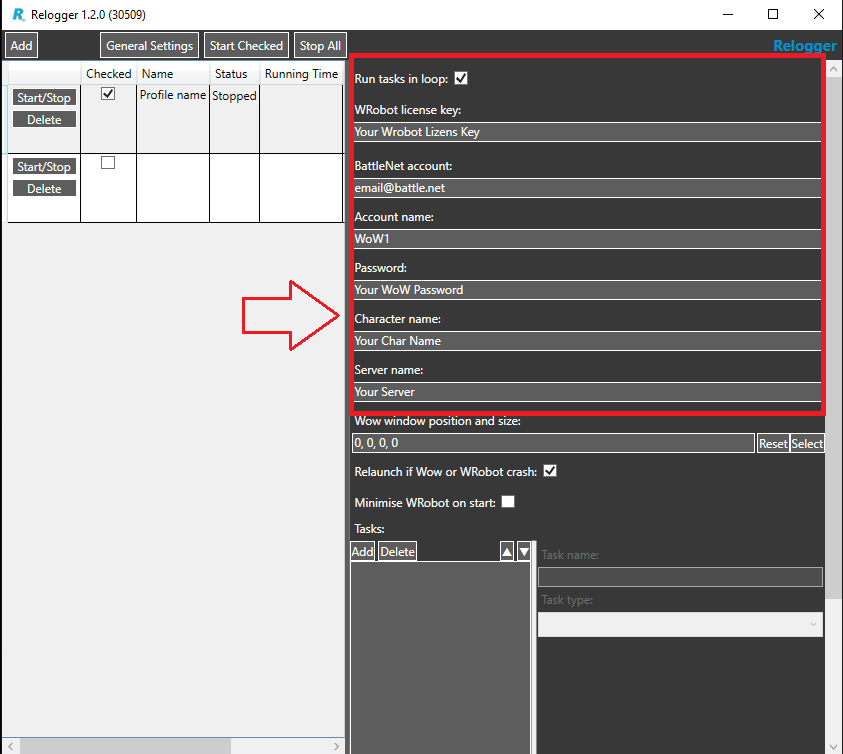 Relogger 1.2.0 (30509)
Add General Settings Start Checked Stop All Relogger
Checked Name Status Running Time
Start/Stop Profile name Stopped
Delete
Start/Stop
Delete
Run tasks in loop:
WRobot license key:
Your Wrobot Lizens Key
BattleNet account:
email@battle.net
Account name:
WoW1
Password:
Your WoW Password
Character name:
Your Char Name
Server name:
Your Server
Wow window position and size:
0, 0, 0, 0 Reset Select
Relaunch if Wow or WRobot crash:
Minimise WRobot on start:
Tasks:
Add Delete
Task name:
Task type: